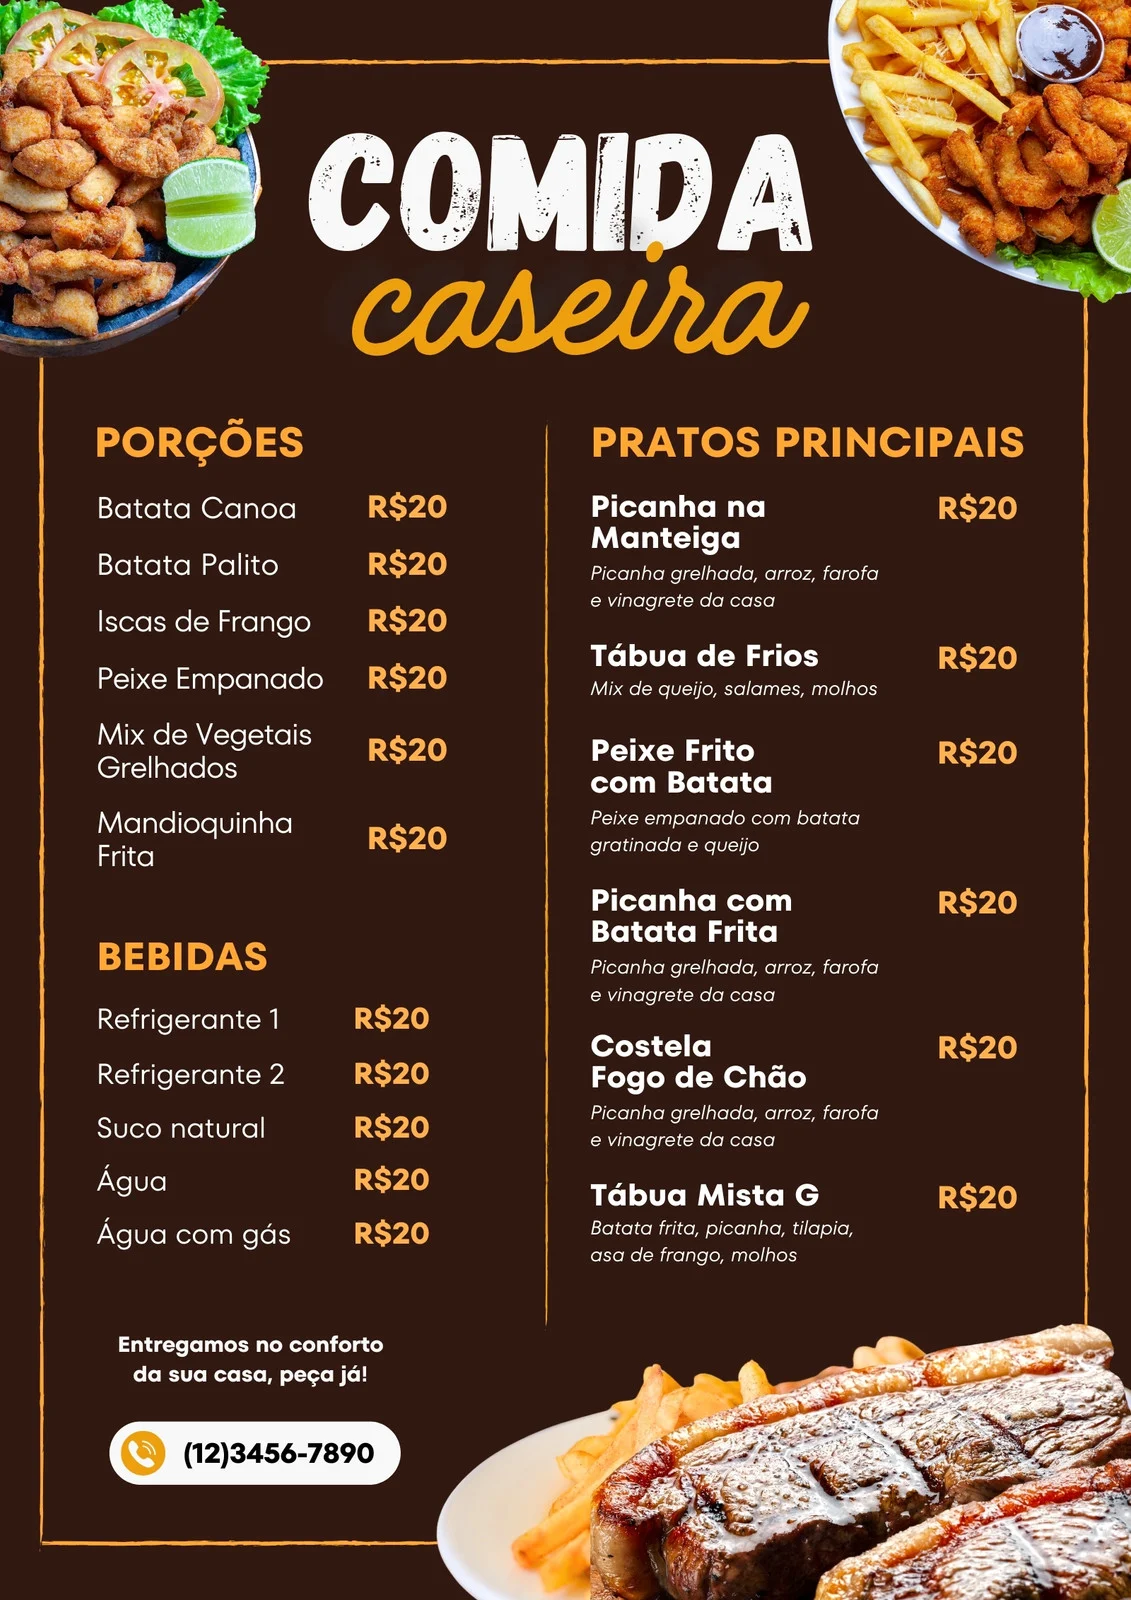 COMIDA
caseira
PORÇÕES
Batata Canoa R$20
Batata Palito R$20
Iscas de Frango R$20
Peixe Empanado R$20
Mix de Vegetais
Grelhados R$20
Mandioquinha
Frita R$20
BEBIDAS
Refrigerante 1 R$20
Refrigerante 2 R$20
Suco natural R$20
Água R$20
Água com gás R$20
Entregamos no conforto
da sua casa, peça já!
(12)3456-7890
PRATOS PRINCIPAIS
Picanha na R$20
Manteiga
Picanha grelhada, arroz, farofa
e vinagrete da casa
Tábua de Frios R$20
Mix de queijo, salames, molhos
Peixe Frito R$20
com Batata
Peixe empanado com batata
gratinada e queijo
Picanha com R$20
Batata Frita
Picanha grelhada, arroz, farofa
e vinagrete da casa
Costela R$20
Fogo de Chão
Picanha grelhada, arroz, farofa
e vinagrete da casa
Tábua Mista G R$20
Batata frita, picanha, tilapia,
asa de frango, molhos